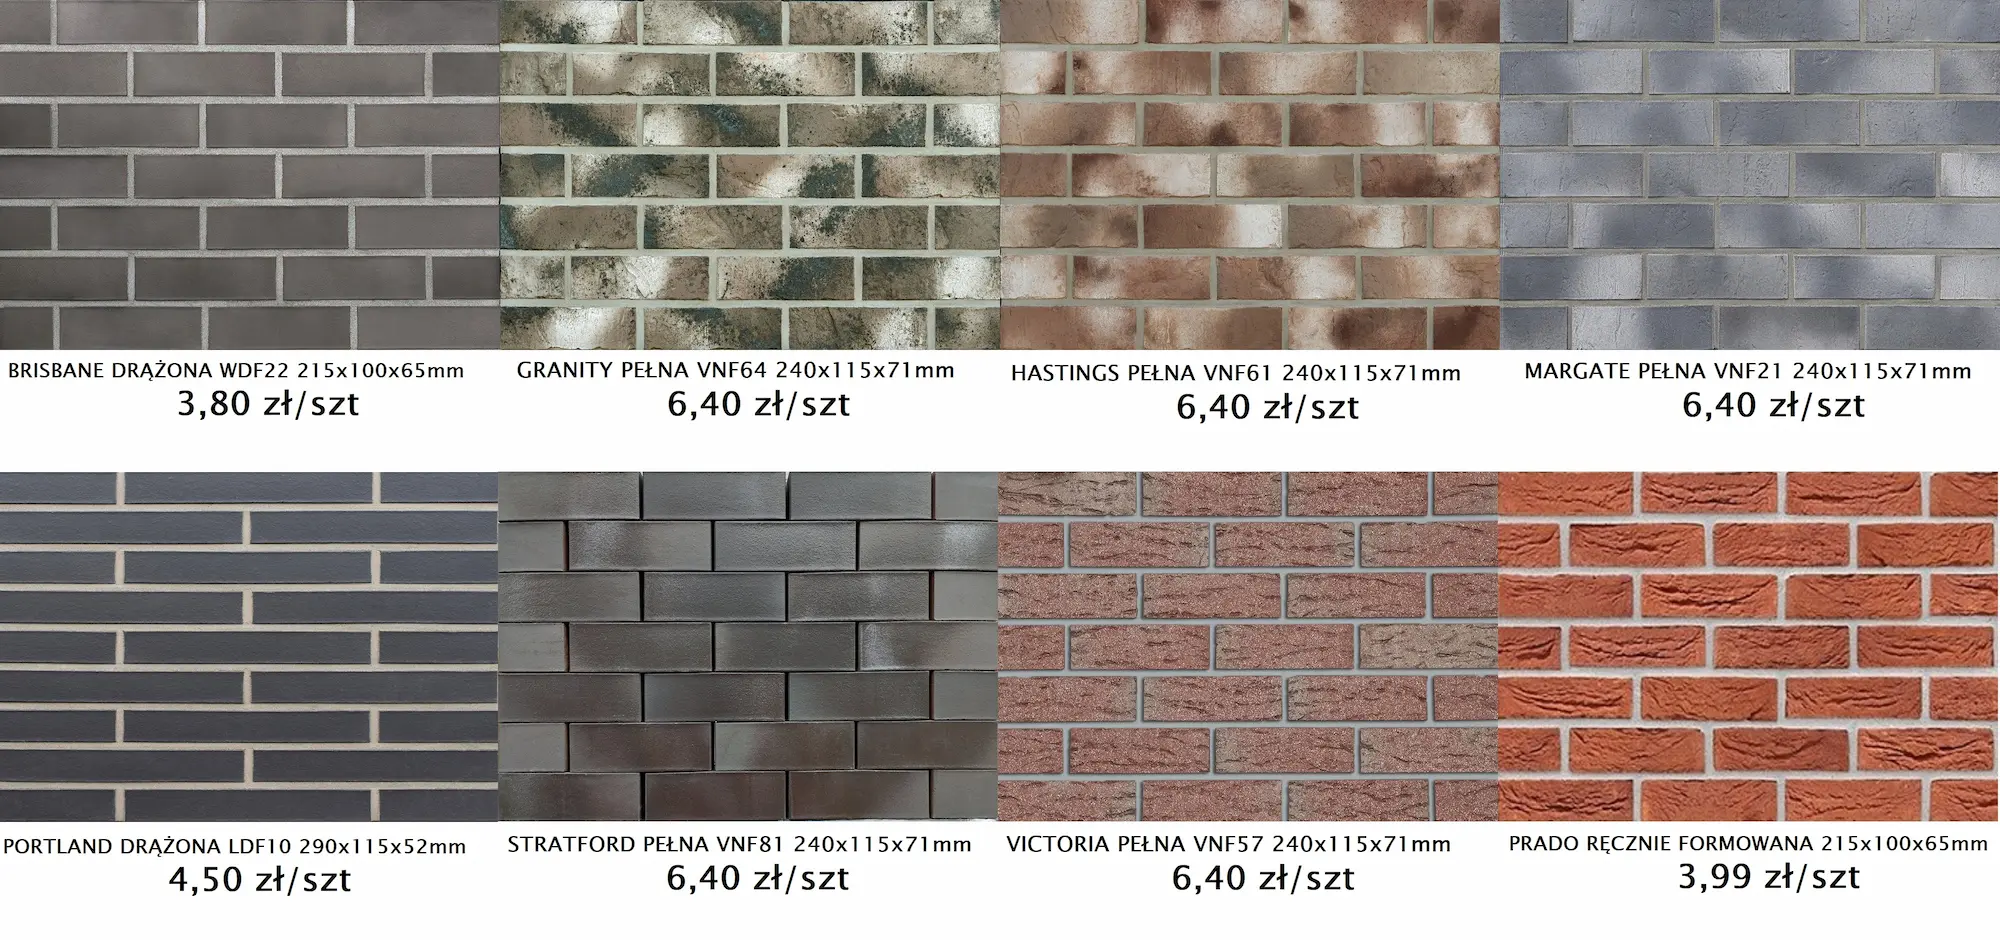 BRISBANE DRĄŻONA WDF22 215x100x65mm
3,80 zł/szt
GRANITY PEŁNA VNF64 240x115x71mm
6,40 zł/szt
HASTINGS PEŁNA VNF61 240x115x71mm
6,40 zł/szt
MARGATE PEŁNA VNF21 240x115x71mm
6,40 zł/szt
PORTLAND DRĄŻONA LDF10 290x115x52mm
4,50 zł/szt
STRATFORD PEŁNA VNF81 240x115x71mm
6,40 zł/szt
VICTORIA PEŁNA VNF57 240x115x71mm
6,40 zł/szt
PRADO RĘCZNIE FORMOWANA 215x100x65mm
3,99 zł/szt